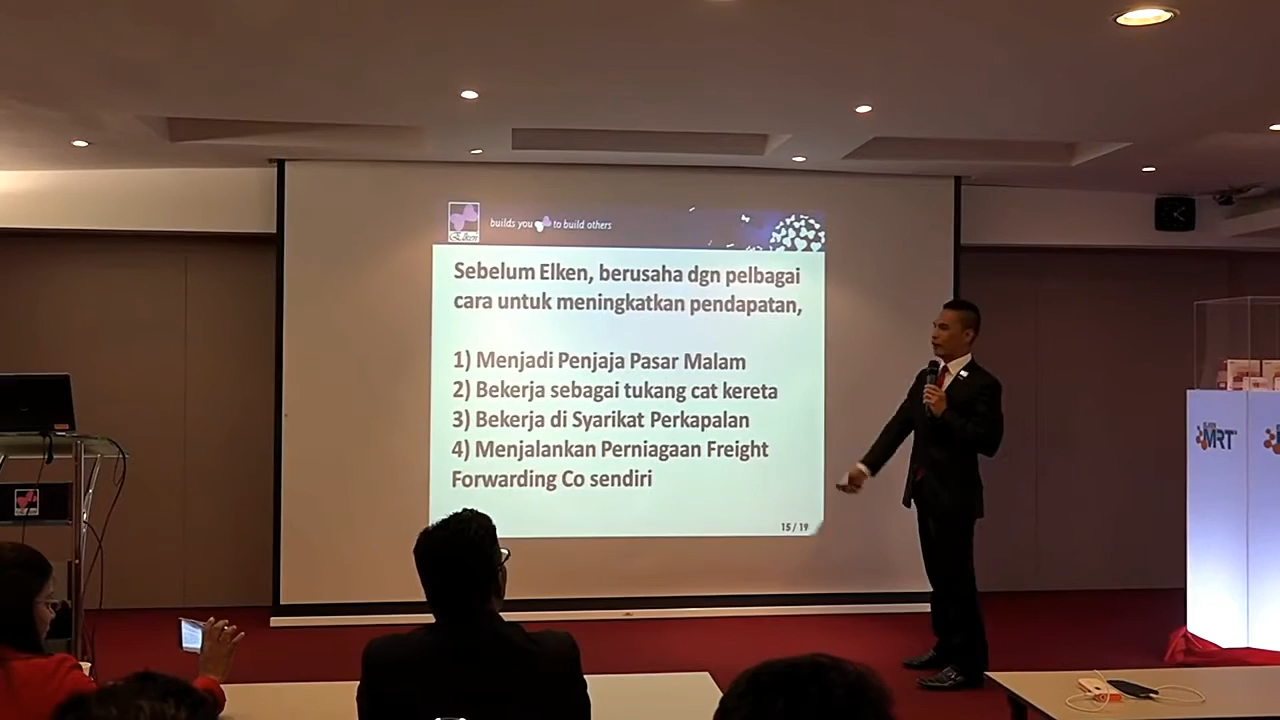 Elken
builds you to build others
Sebelum Elken, berusaha dgn pelbagai
cara untuk meningkatkan pendapatan,
1) Menjadi Penjaja Pasar Malam
2) Bekerja sebagai tukang cat kereta
3) Bekerja di Syarikat Perkapalan
4) Menjalankan Perniagaan Freight
Forwarding Co sendiri
15 / 19
MRT